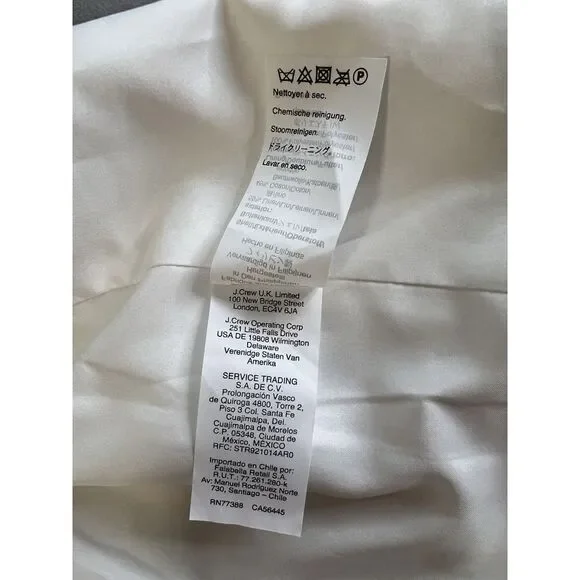 Nettoyer à sec.
Chemische reinigung.
Stoomreinigen.
ドライクリーニング。
Lavar en seco.
J.Crew U.K. Limited
100 New Bridge Street
London, EC4V 6JA
J.Crew Operating Corp
251 Little Falls Drive
USA DE 19808 Wilmington
Delaware
Verenidge Staten Van
Amerika
SERVICE TRADING
S.A. DE C.V.
Prolongación Vasco
de Quiroga 4800, Torre 2,
Piso 3 Col. Santa Fe
Cuajimalpa, Del.
Cuajimalpa de Morelos
C.P. 05348, Ciudad de
México, MÉXICO
RFC: STR921014AR0
Importado en Chile por:
Falabella Retail S.A.
R.U.T: 77.261.280-k
Av: Manuel Rodriguez Norte
730, Santiago - Chile
RN77388 CA56445